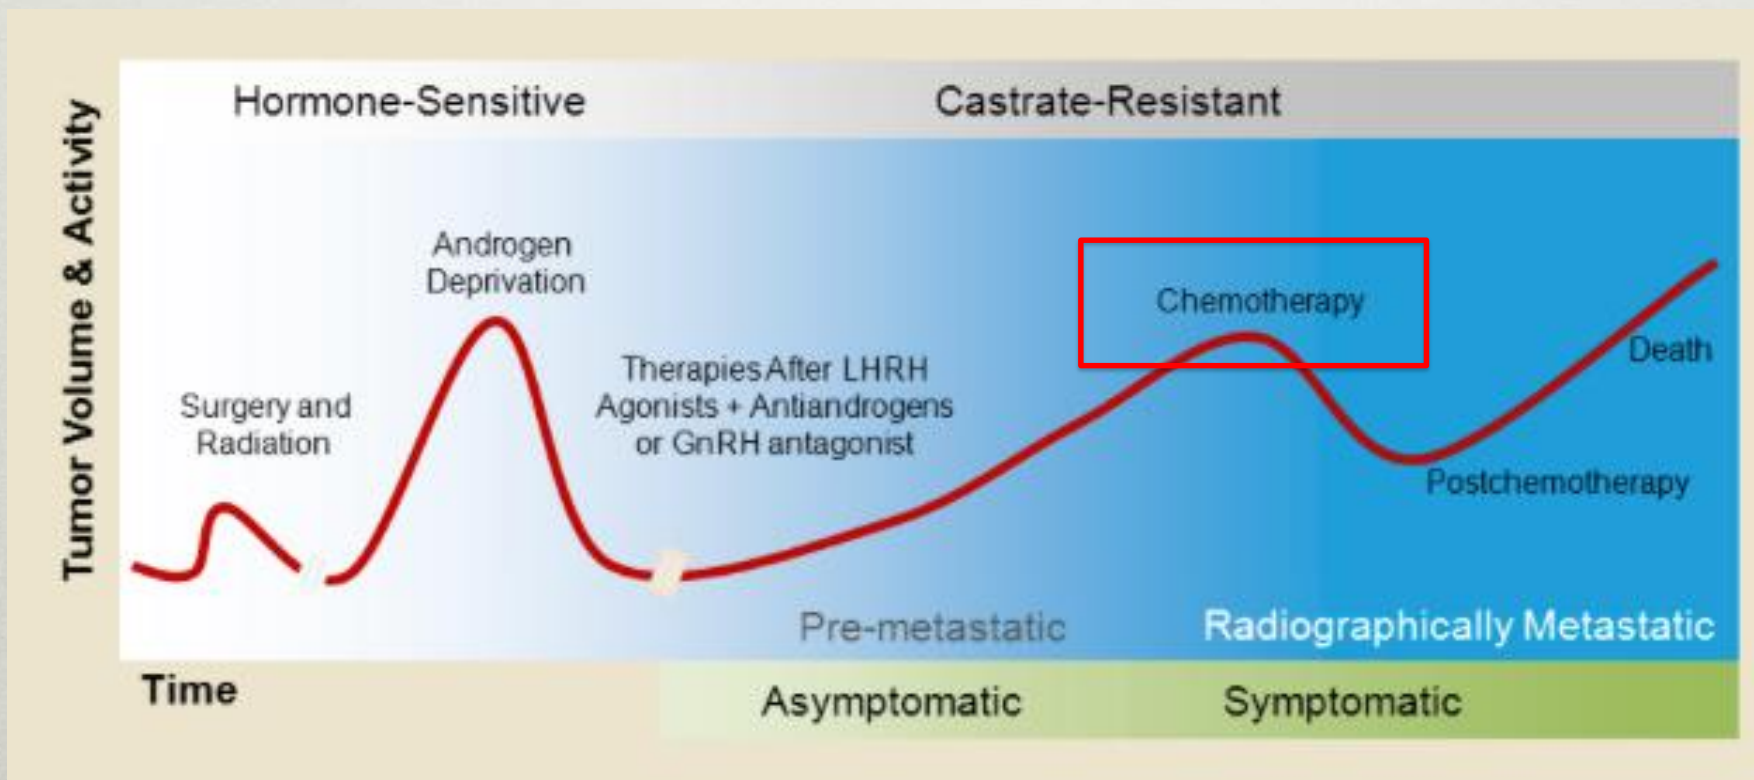 Hormone-Sensitive
Castrate-Resistant
Tumor Volume & Activity
Androgen
Deprivation
Chemotherapy
Surgery and
Radiation
Therapies After LHRH
Agonists + Antiandrogens
or GnRH antagonist
Death
Postchemotherapy
Pre-metastatic
Radiographically Metastatic
Time
Asymptomatic
Symptomatic